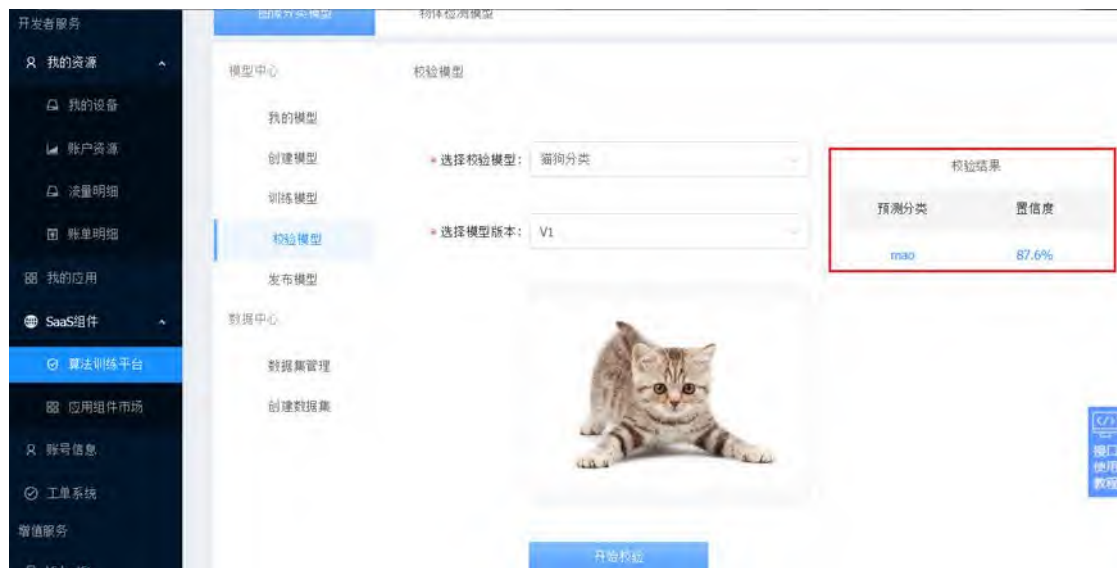 开发者服务
我的资源
我的设备
账户资源
流量明细
账单明细
我的应用
SaaS组件
算法训练平台
应用组件市场
账号信息
工单系统
增值服务
图像分类模型
物体检测模型
模型中心
我的模型
创建模型
训练模型
校验模型
发布模型
数据中心
数据集管理
创建数据集
校验模型
* 选择校验模型: 猫狗分类
* 选择模型版本: V1
开始校验
校验结果
预测分类 置信度
mao 87.6%
接口
使用
教程